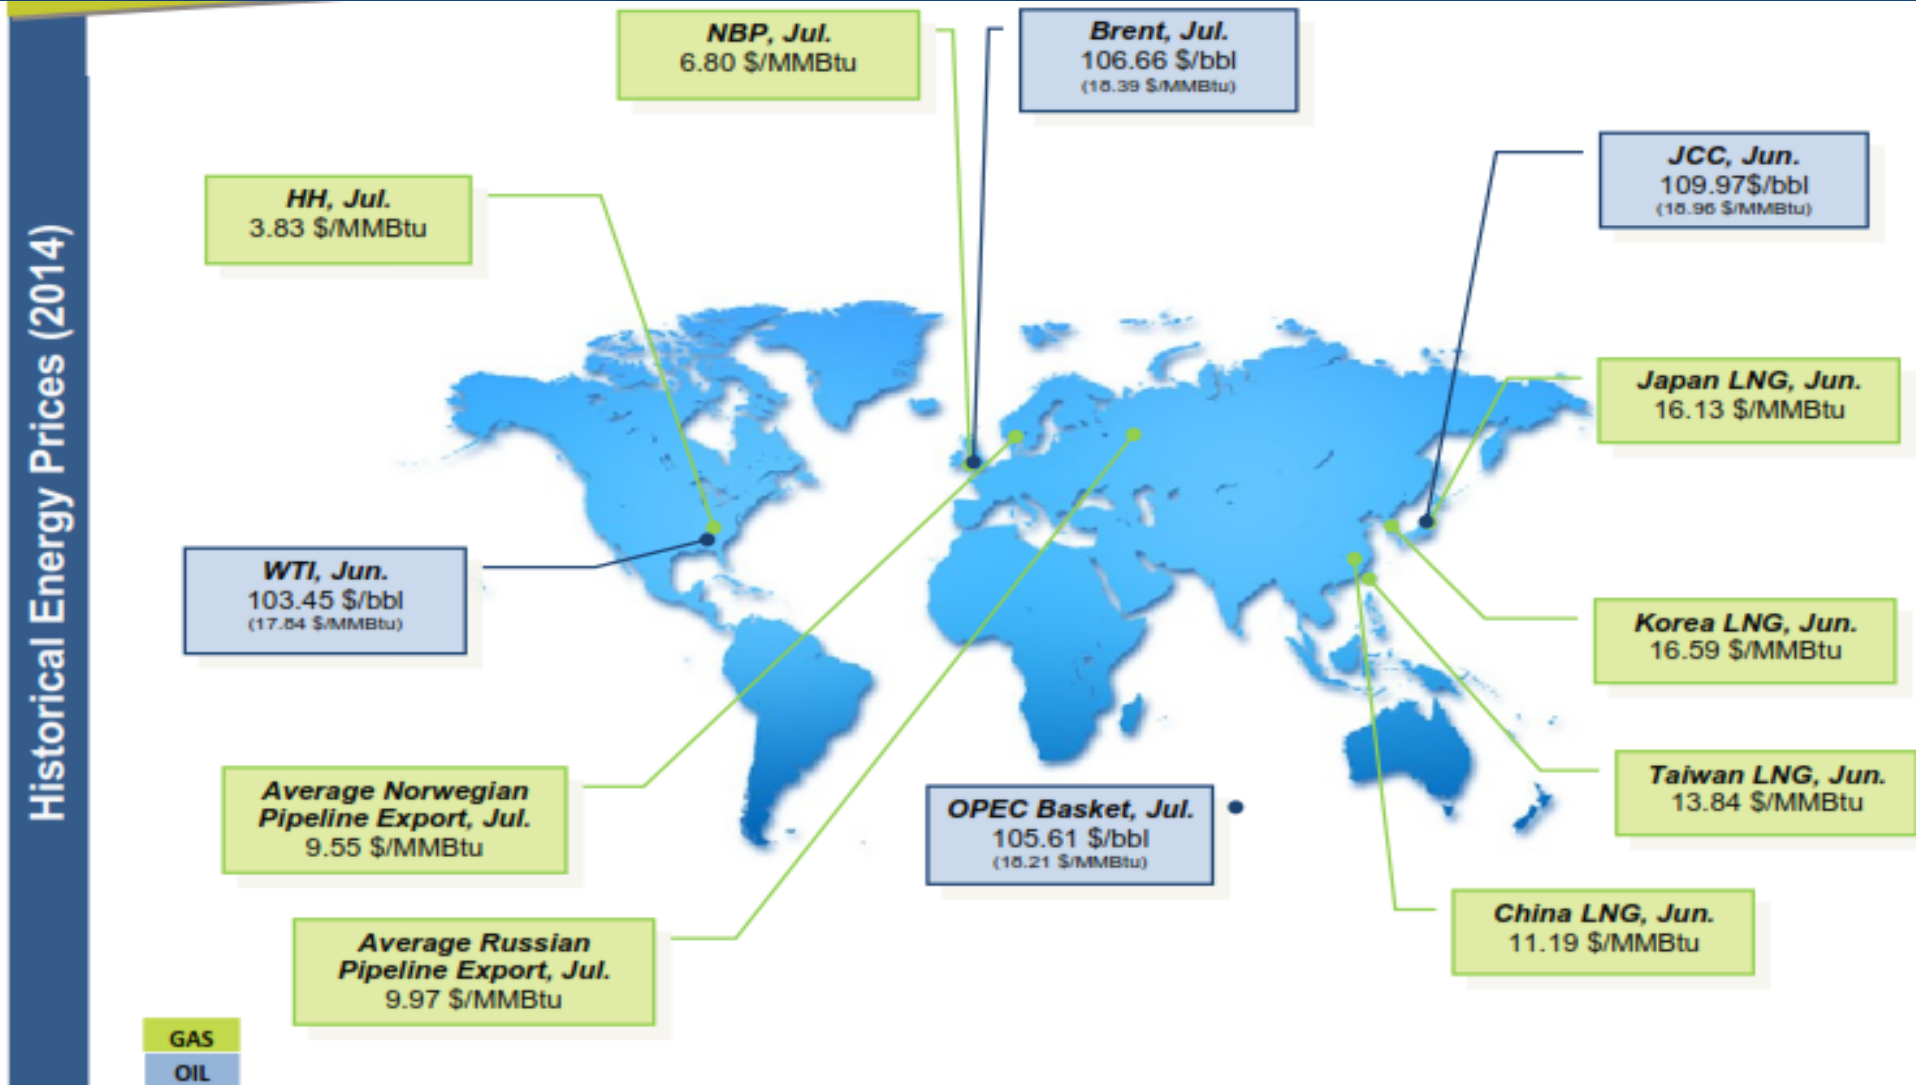 Historical Energy Prices (2014)
NBP, Jul.
6.80 $/MMBtu
Brent, Jul.
106.66 $/bbl
(18.39 $/MMBtu)
JCC, Jun.
109.97$/bbl
(18.96 $/MMBtu)
HH, Jul.
3.83 $/MMBtu
Japan LNG, Jun.
16.13 $/MMBtu
WTI, Jun.
103.45 $/bbl
(17.84 $/MMBtu)
Korea LNG, Jun.
16.59 $/MMBtu
Average Norwegian
Pipeline Export, Jul.
9.55 $/MMBtu
OPEC Basket, Jul.
105.61 $/bbl
(18.21 $/MMBtu)
Taiwan LNG, Jun.
13.84 $/MMBtu
Average Russian
Pipeline Export, Jul.
9.97 $/MMBtu
China LNG, Jun.
11.19 $/MMBtu
GAS
OIL